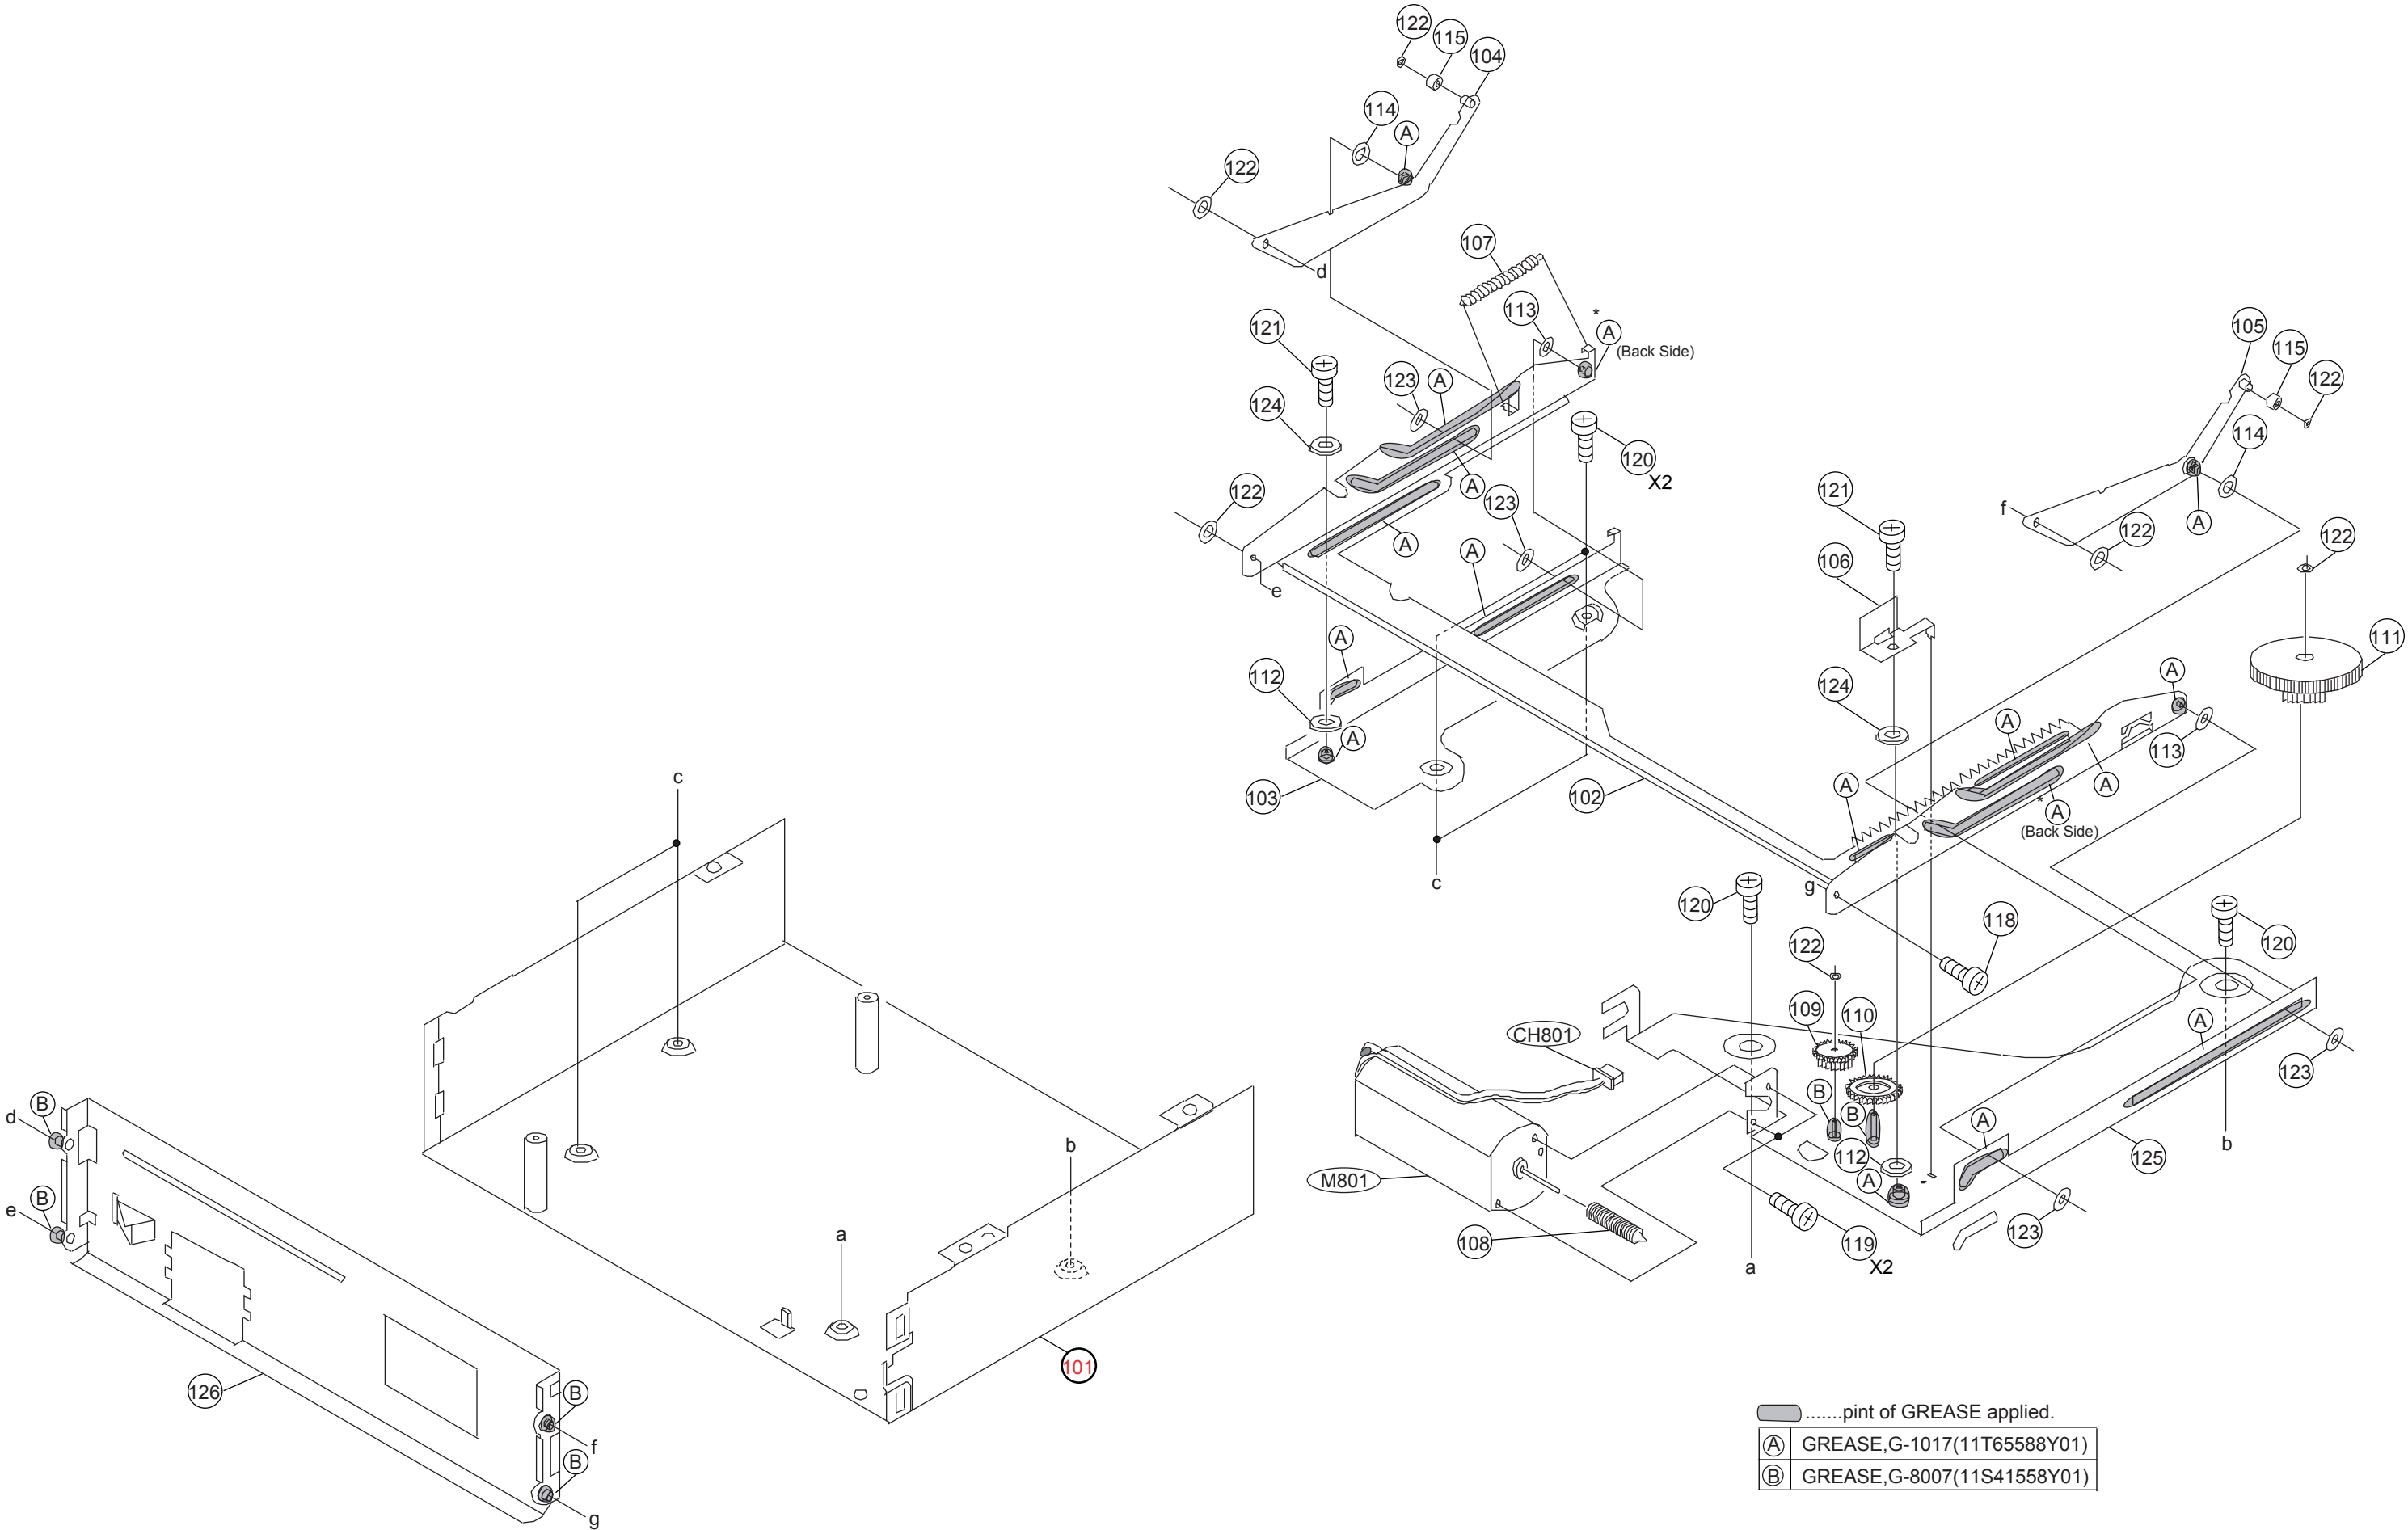 122
115
104
114
A
122
d
107
113
*
A
(Back Side)
121
105
115
122
123
A
124
120
X2
114
A
122
A
f
123
121
122
122
A
A
106
e
A
112
111
124
A
A
A
113
103
102
A
A
*
A
(Back Side)
c
c
g
120
118
120
122
109
110
CH801
A
B
B
123
b
B
d
B
e
b
112
A
125
A
M801
a
108
123
119
X2
a
101
126
B
f
B
g
.......pint of GREASE applied.
A GREASE,G-1017(11T65588Y01)
B GREASE,G-8007(11S41558Y01)